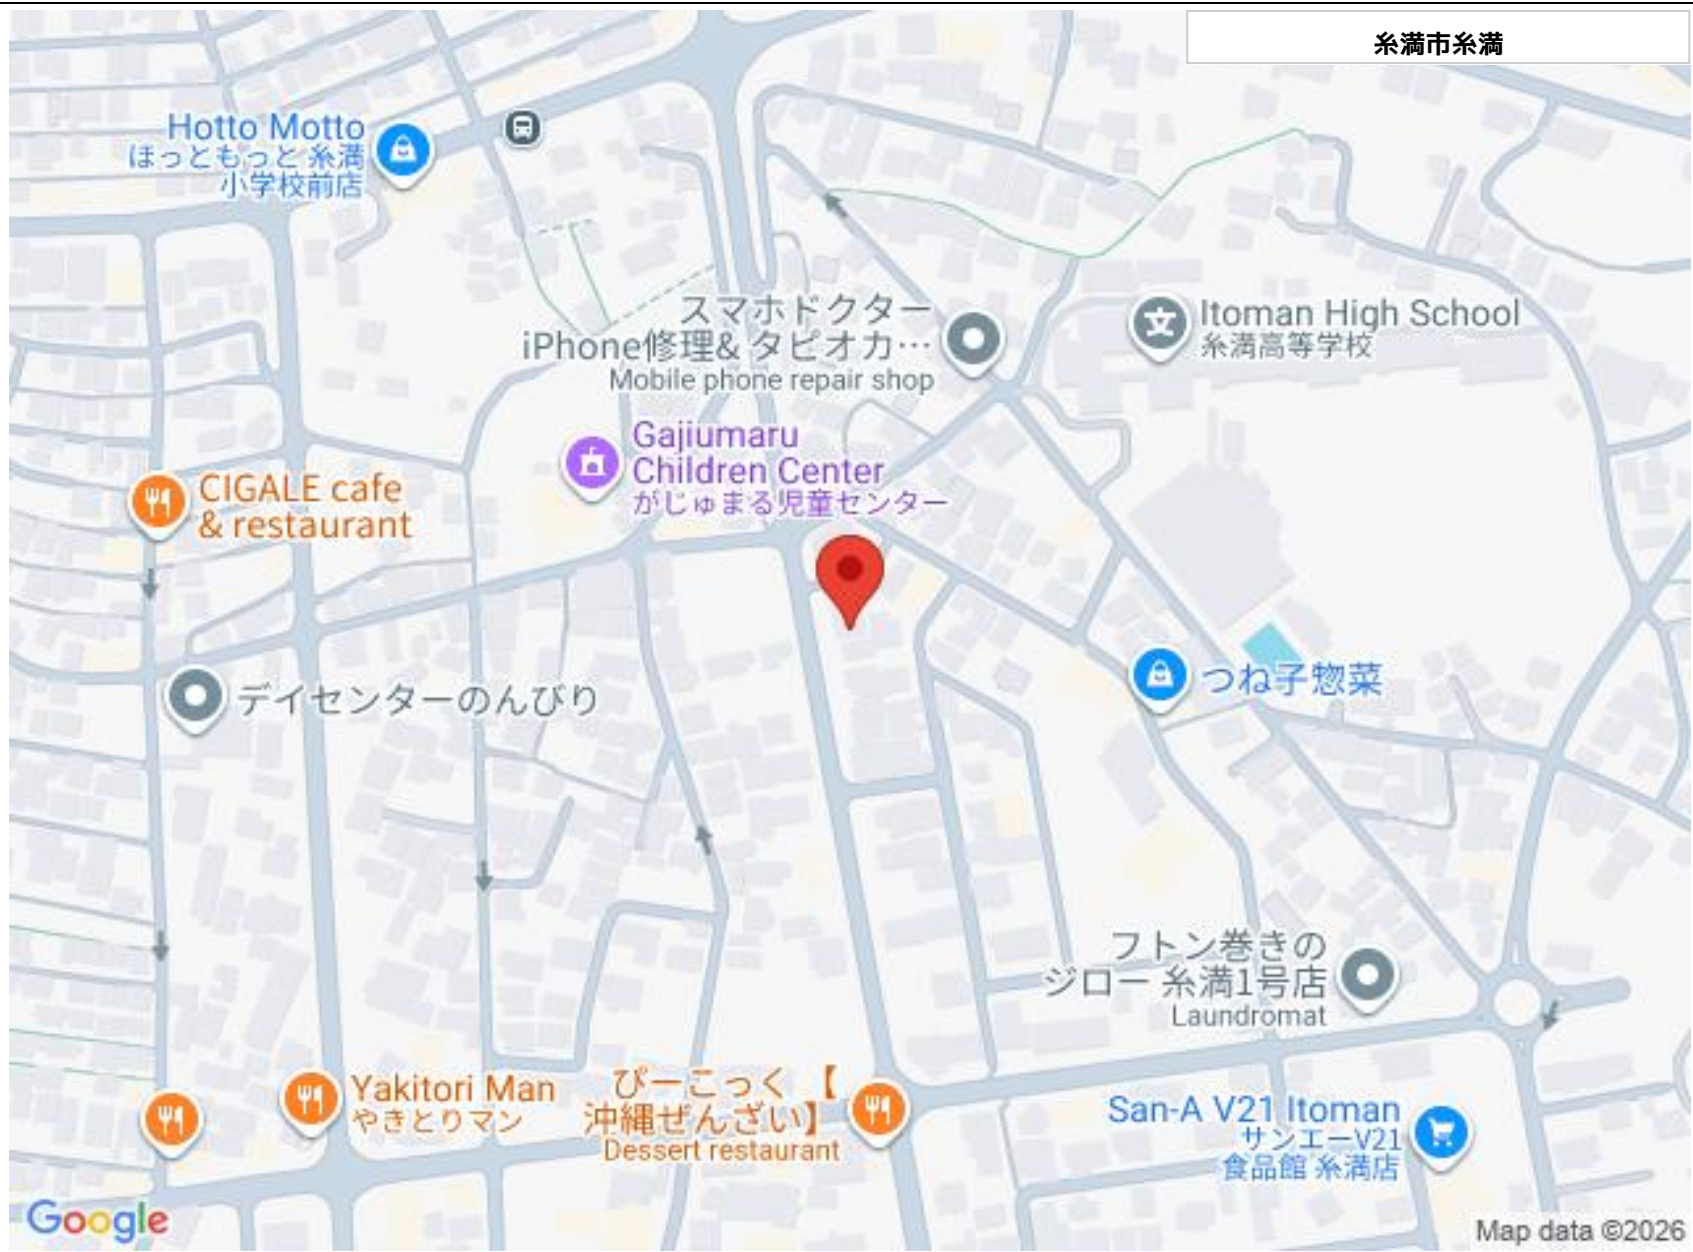 糸満市糸満
Hotto Motto
ほっともっと 糸満
小学校前店
スマホドクター
iPhone修理& タピオカ…
Mobile phone repair shop
Itoman High School
糸満高等学校
Gajiumaru
Children Center
がじゅまる児童センター
CIGALE cafe
& restaurant
デイセンターのんびり
つね子惣菜
フトン巻きの
ジロー 糸満1号店
Laundromat
Yakitori Man
やきとりマン
ぴーこっく 【
沖縄ぜんざい】
Dessert restaurant
San-A V21 Itoman
サンエーV21
食品館 糸満店
Google
Map data ©2026